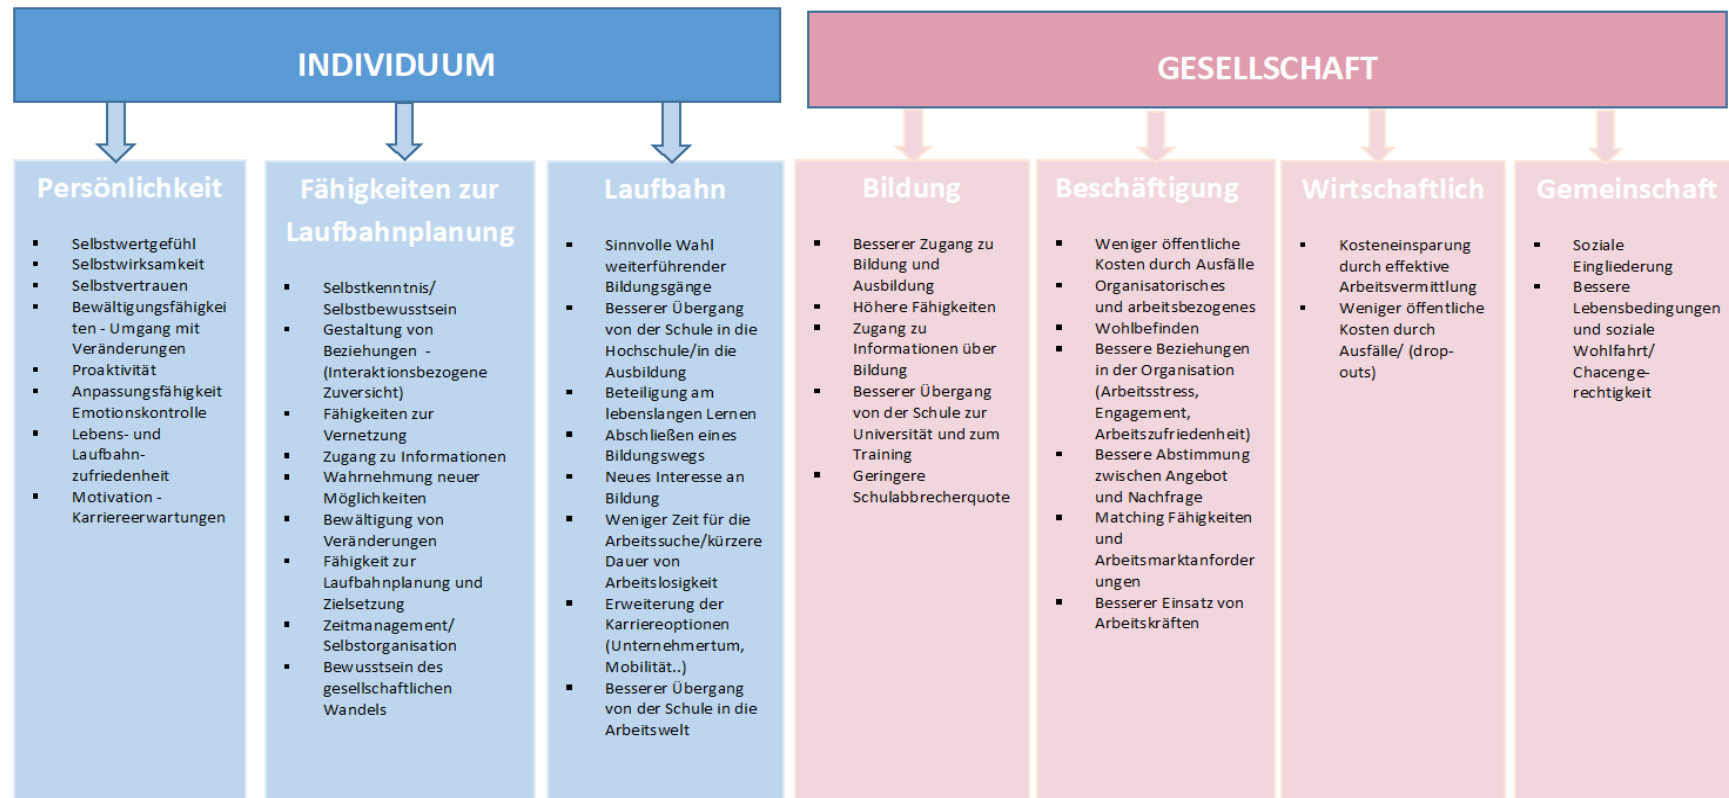 INDIVIDUUM
GESELLSCHAFT
Persönlichkeit
▪ Selbstwertgefühl
▪ Selbstwirksamkeit
▪ Selbstvertrauen
▪ Bewältigungsfähigkei
ten - Umgang mit
Veränderungen
▪ Proaktivität
▪ Anpassungsfähigkeit
Emotionskontrolle
▪ Lebens- und
Laufbahn-
zufriedenheit
▪ Motivation -
Karriereerwartungen
Fähigkeiten zur
Laufbahnplanung
▪ Selbstkenntnis/
Selbstbewusstsein
▪ Gestaltung von
Beziehungen -
(Interaktionsbezogene
Zuversicht)
▪ Fähigkeiten zur
Vernetzung
▪ Zugang zu Informationen
▪ Wahrnehmung neuer
Möglichkeiten
▪ Bewältigung von
Veränderungen
▪ Fähigkeit zur
Laufbahnplanung und
Zielsetzung
▪ Zeitmanagement/
Selbstorganisation
▪ Bewusstsein des
gesellschaftlichen
Wandels
Laufbahn
▪ Sinnvolle Wahl
weiterführender
Bildungsgänge
▪ Besserer Übergang
von der Schule in die
Hochschule/in die
Ausbildung
▪ Beteiligung am
lebenslangen Lernen
▪ Abschließen eines
Bildungswegs
▪ Neues Interesse an
Bildung
▪ Weniger Zeit für die
Arbeitssuche/kürzere
Dauer von
Arbeitslosigkeit
▪ Erweiterung der
Karriereoptionen
(Unternehmertum,
Mobilität..)
▪ Besserer Übergang
von der Schule in die
Arbeitswelt
Bildung
▪ Besserer Zugang zu
Bildung und
Ausbildung
▪ Höhere Fähigkeiten
▪ Zugang zu
Informationen über
Bildung
▪ Besserer Übergang
von der Schule zur
Universität und zum
Training
▪ Geringere
Schulabbrecherquote
Beschäftigung
▪ Weniger öffentliche
Kosten durch Ausfälle
▪ Organisatorisches
und arbeitsbezogenes
▪ Wohlbefinden
▪ Bessere Beziehungen
in der Organisation
(Arbeitsstress,
Engagement,
Arbeitszufriedenheit)
▪ Bessere Abstimmung
zwischen Angebot
und Nachfrage
▪ Matching Fähigkeiten
und
Arbeitsmarktanforder
ungen
▪ Besserer Einsatz von
Arbeitskräften
Wirtschaftlich
▪ Kosteneinsparung
durch effektive
Arbeitsvermittlung
▪ Weniger öffentliche
Kosten durch
Ausfälle/ (drop-
outs)
Gemeinschaft
▪ Soziale
Eingliederung
▪ Bessere
Lebensbedingungen
und soziale
Wohlfahrt/
Chacenge-
rechtigkeit